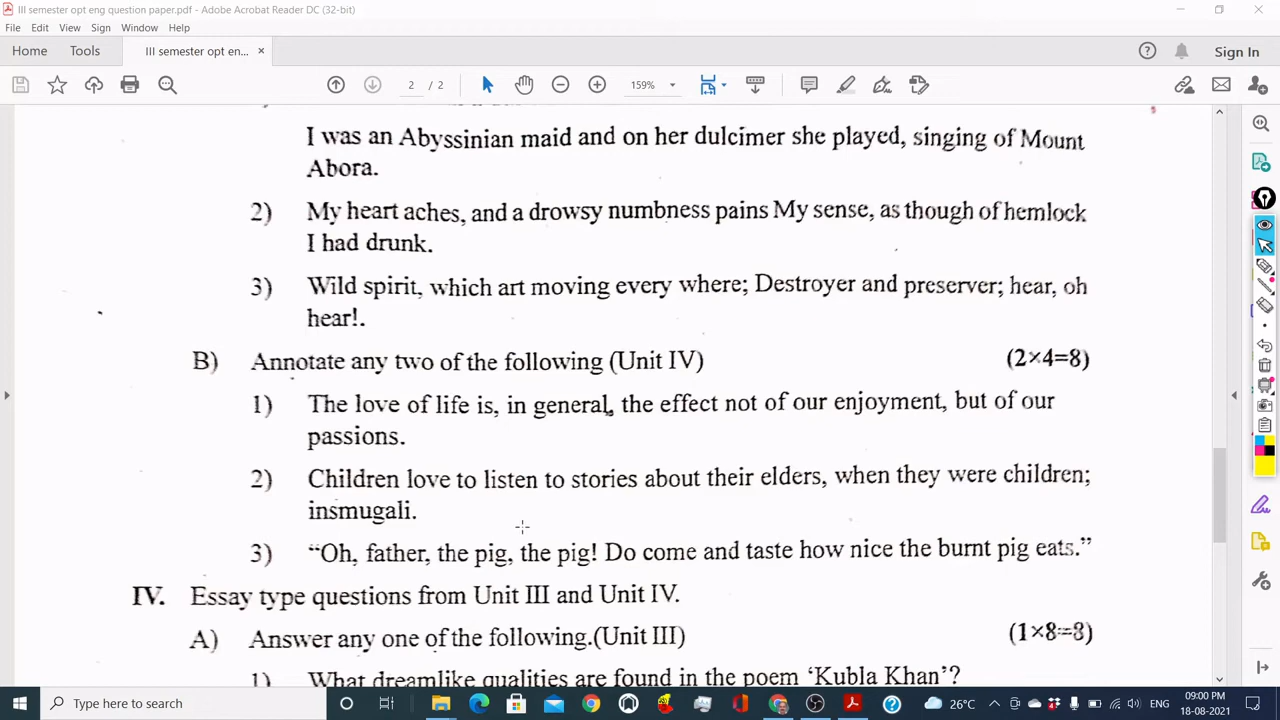 III semester opt eng question paper.pdf - Adobe Acrobat Reader DC (32-bit)
File Edit View Sign Window Help
Home Tools III semester opt en... × Sign In
2 / 2 159%
I was an Abyssinian maid and on her dulcimer she played, singing of Mount
Abora.
2) My heart aches, and a drowsy numbness pains My sense, as though of hemlock
I had drunk.
3) Wild spirit, which art moving every where; Destroyer and preserver; hear, oh
hear!.
B) Annotate any two of the following (Unit IV) (2×4=8)
1) The love of life is, in general, the effect not of our enjoyment, but of our
passions.
2) Children love to listen to stories about their elders, when they were children;
insmugali.
3) “Oh, father, the pig, the pig! Do come and taste how nice the burnt pig eats.”
IV. Essay type questions from Unit III and Unit IV.
A) Answer any one of the following.(Unit III) (1×8=8)
1) What dreamlike qualities are found in the poem ‘Kubla Khan’?
Type here to search 26°C ENG 09:00 PM
18-08-2021